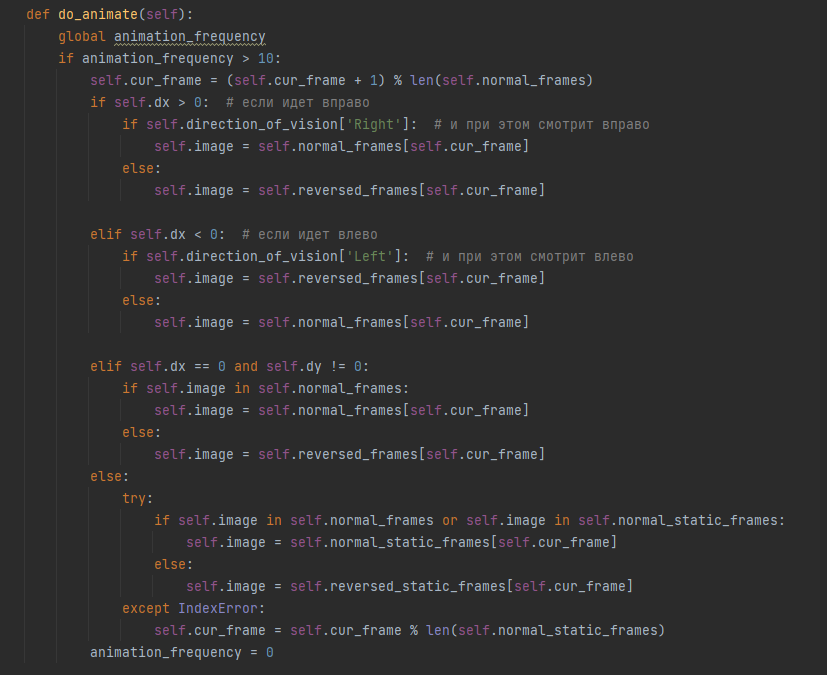 def do_animate(self):
    global animation_frequency
    if animation_frequency > 10:
        self.cur_frame = (self.cur_frame + 1) % len(self.normal_frames)
        if self.dx > 0:  # если идет вправо
            if self.direction_of_vision['Right']:  # и при этом смотрит вправо
                self.image = self.normal_frames[self.cur_frame]
            else:
                self.image = self.reversed_frames[self.cur_frame]

        elif self.dx < 0:  # если идет влево
            if self.direction_of_vision['Left']:  # и при этом смотрит влево
                self.image = self.reversed_frames[self.cur_frame]
            else:
                self.image = self.normal_frames[self.cur_frame]

        elif self.dx == 0 and self.dy != 0:
            if self.image in self.normal_frames:
                self.image = self.normal_frames[self.cur_frame]
            else:
                self.image = self.reversed_frames[self.cur_frame]
        else:
            try:
                if self.image in self.normal_frames or self.image in self.normal_static_frames:
                    self.image = self.normal_static_frames[self.cur_frame]
                else:
                    self.image = self.reversed_static_frames[self.cur_frame]
            except IndexError:
                self.cur_frame = self.cur_frame % len(self.normal_static_frames)
        animation_frequency = 0